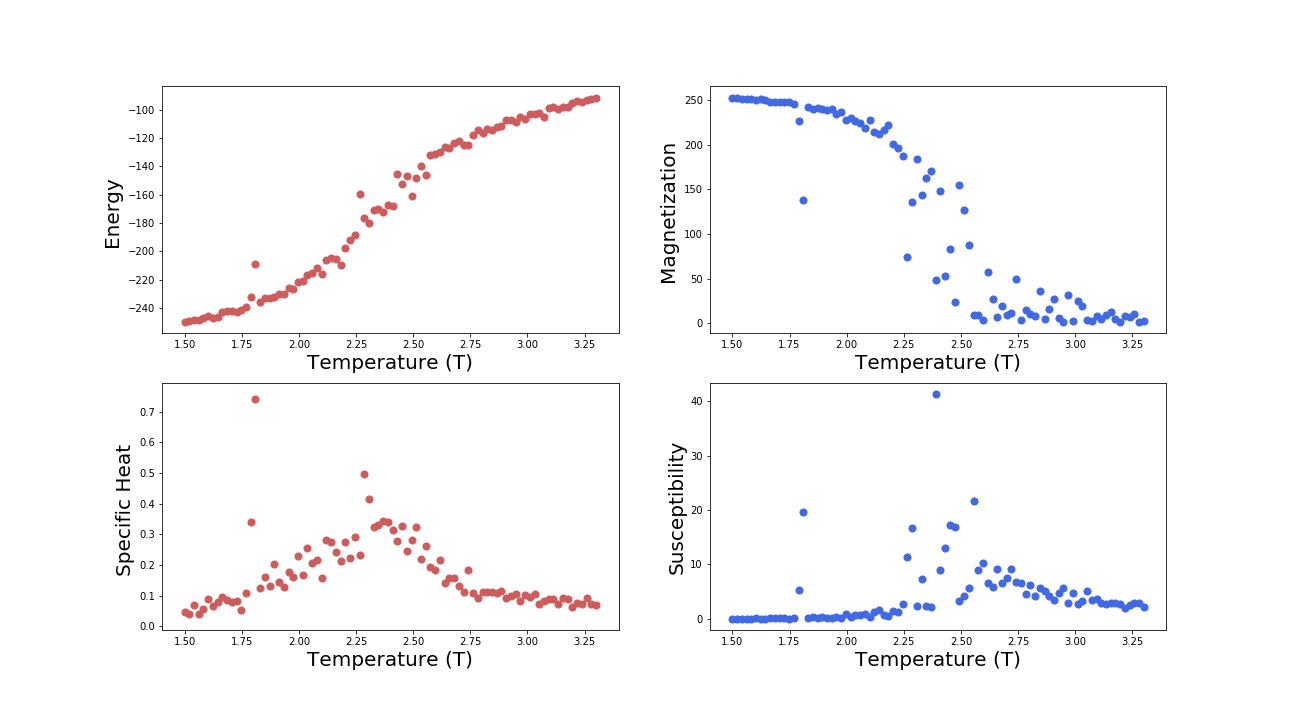 Energy
−100
−120
−140
−160
−180
−200
−220
−240
1.50 1.75 2.00 2.25 2.50 2.75 3.00 3.25
Temperature (T)
Magnetization
250
200
150
100
50
0
1.50 1.75 2.00 2.25 2.50 2.75 3.00 3.25
Temperature (T)
Specific Heat
0.7
0.6
0.5
0.4
0.3
0.2
0.1
0.0
1.50 1.75 2.00 2.25 2.50 2.75 3.00 3.25
Temperature (T)
Susceptibility
40
30
20
10
0
1.50 1.75 2.00 2.25 2.50 2.75 3.00 3.25
Temperature (T)